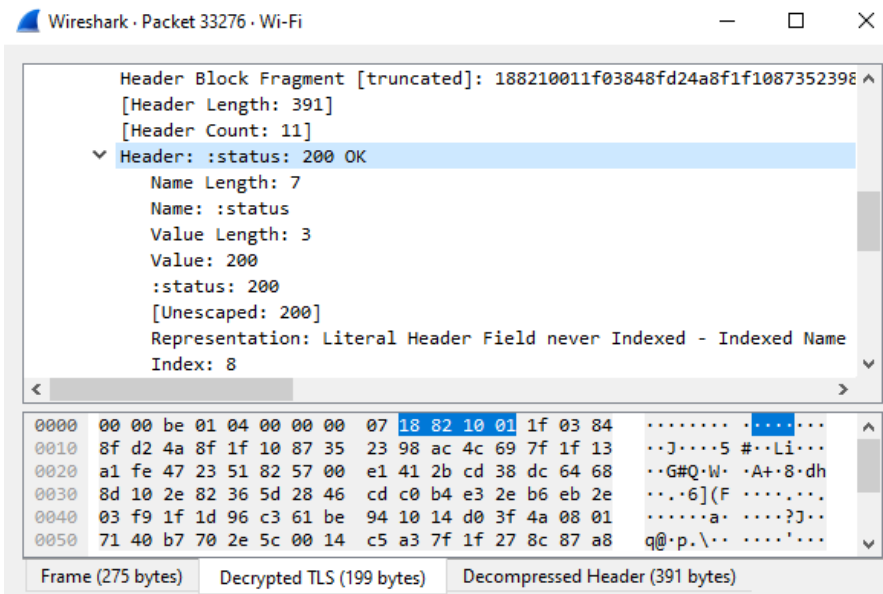 Wireshark · Packet 33276 · Wi-Fi
Header Block Fragment [truncated]: 188210011f03848fd24a8f1f1087352398
[Header Length: 391]
[Header Count: 11]
Header: :status: 200 OK
Name Length: 7
Name: :status
Value Length: 3
Value: 200
:status: 200
[Unescaped: 200]
Representation: Literal Header Field never Indexed - Indexed Name
Index: 8
0000 00 00 be 01 04 00 00 00 07 18 82 10 01 1f 03 84 ········ ········
0010 8f d2 4a 8f 1f 10 87 35 23 98 ac 4c 69 7f 1f 13 ··J····5 #··Li···
0020 a1 fe 47 23 51 82 57 00 e1 41 2b cd 38 dc 64 68 ··G#Q·W· ·A+·8·dh
0030 8d 10 2e 82 36 5d 28 46 cd c0 b4 e3 2e b6 eb 2e ··.·6](F ····.··.
0040 03 f9 1f 1d 96 c3 61 be 94 10 14 d0 3f 4a 08 01 ······a· ····?J··
0050 71 40 b7 70 2e 5c 00 14 c5 a3 7f 1f 27 8c 87 a8 q@·p.\·· ····'···
Frame (275 bytes) Decrypted TLS (199 bytes) Decompressed Header (391 bytes)